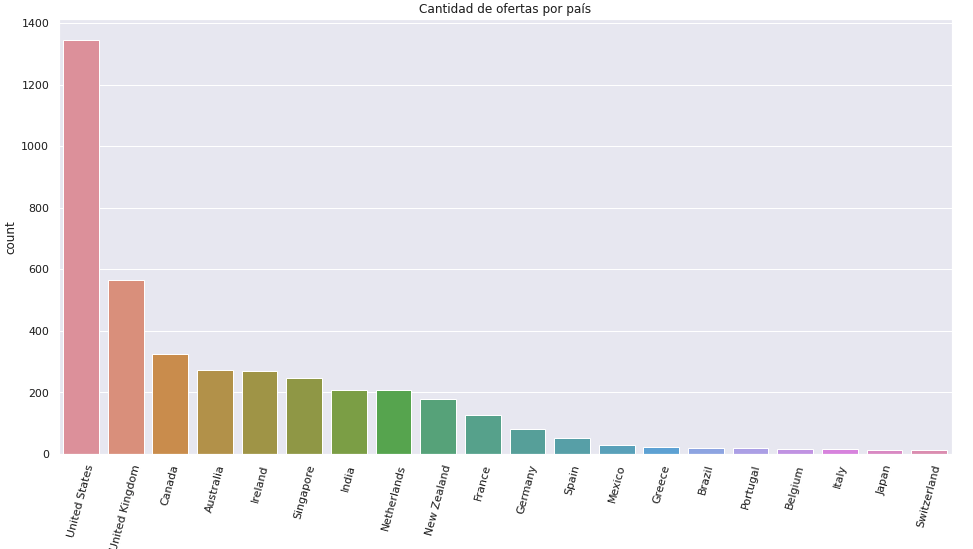 Cantidad de ofertas por país
count
1400
1200
1000
800
600
400
200
0
United States
United Kingdom
Canada
Australia
Ireland
Singapore
India
Netherlands
New Zealand
France
Germany
Spain
Mexico
Greece
Brazil
Portugal
Belgium
Italy
Japan
Switzerland